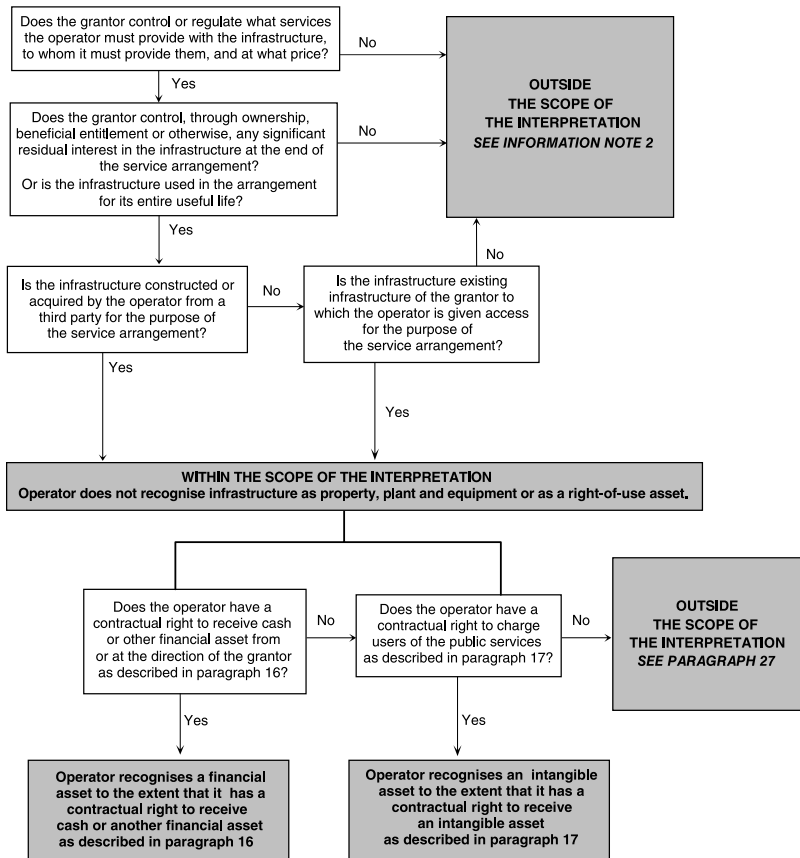 Does the grantor control or regulate what services
the operator must provide with the infrastructure,
to whom it must provide them, and at what price?
No
Yes
OUTSIDE
THE SCOPE OF
THE INTERPRETATION
SEE INFORMATION NOTE 2
Does the grantor control, through ownership,
beneficial entitlement or otherwise, any significant
residual interest in the infrastructure at the end of
the service arrangement?
Or is the infrastructure used in the arrangement
for its entire useful life?
No
Yes
No
Is the infrastructure constructed or
acquired by the operator from a
third party for the purpose of
the service arrangement?
No
Is the infrastructure existing
infrastructure of the grantor to
which the operator is given access
for the purpose of
the service arrangement?
Yes
Yes
WITHIN THE SCOPE OF THE INTERPRETATION
Operator does not recognise infrastructure as property, plant and equipment or as a right-of-use asset.
Does the operator have a
contractual right to receive cash
or other financial asset from
or at the direction of the grantor
as described in paragraph 16?
No
Does the operator have a
contractual right to charge
users of the public services
as described in paragraph 17?
No
OUTSIDE
THE SCOPE OF
THE INTERPRETATION
SEE PARAGRAPH 27
Yes
Yes
Operator recognises a financial
asset to the extent that it has a
contractual right to receive
cash or another financial asset
as described in paragraph 16
Operator recognises an intangible
asset to the extent that it has a
contractual right to receive
an intangible asset
as described in paragraph 17